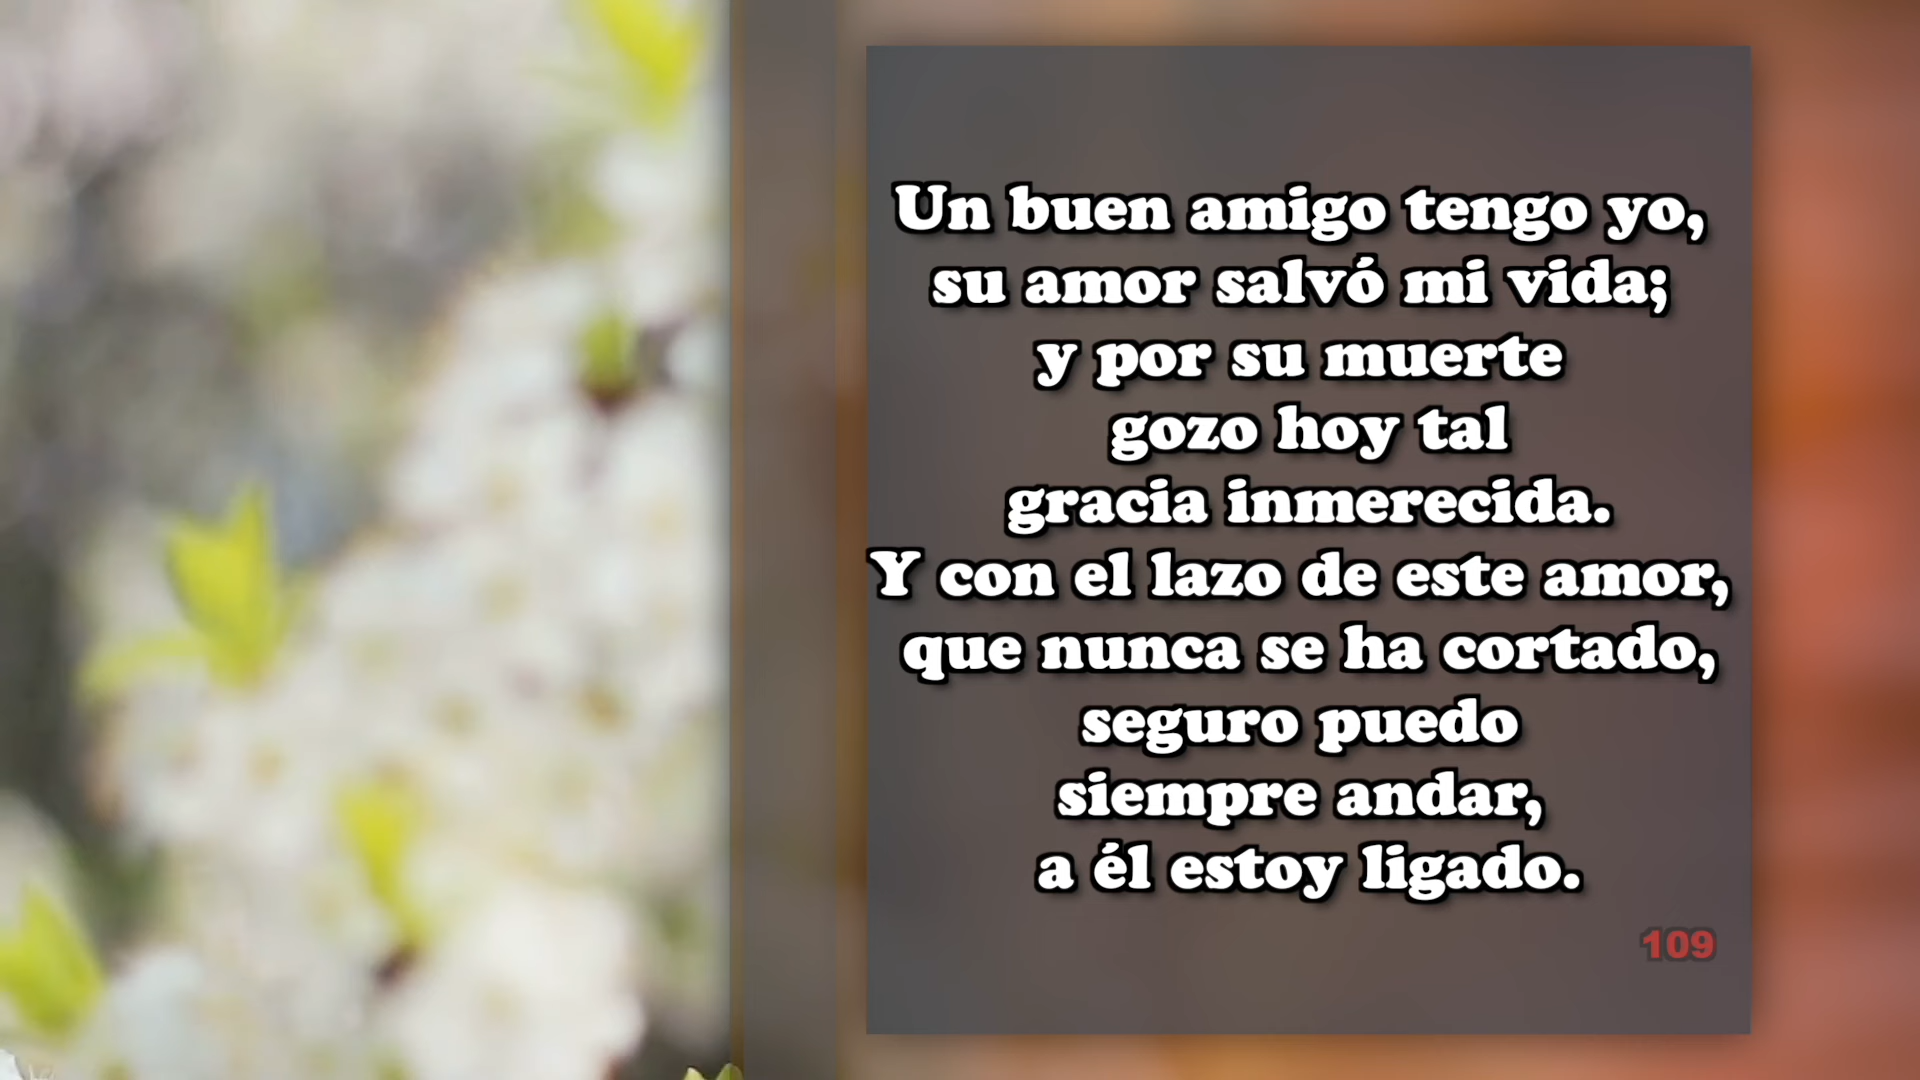 Un buen amigo tengo yo,
su amor salvó mi vida;
y por su muerte
gozo hoy tal
gracia inmerecida.
Y con el lazo de este amor,
que nunca se ha cortado,
seguro puedo
siempre andar,
a él estoy ligado.
109